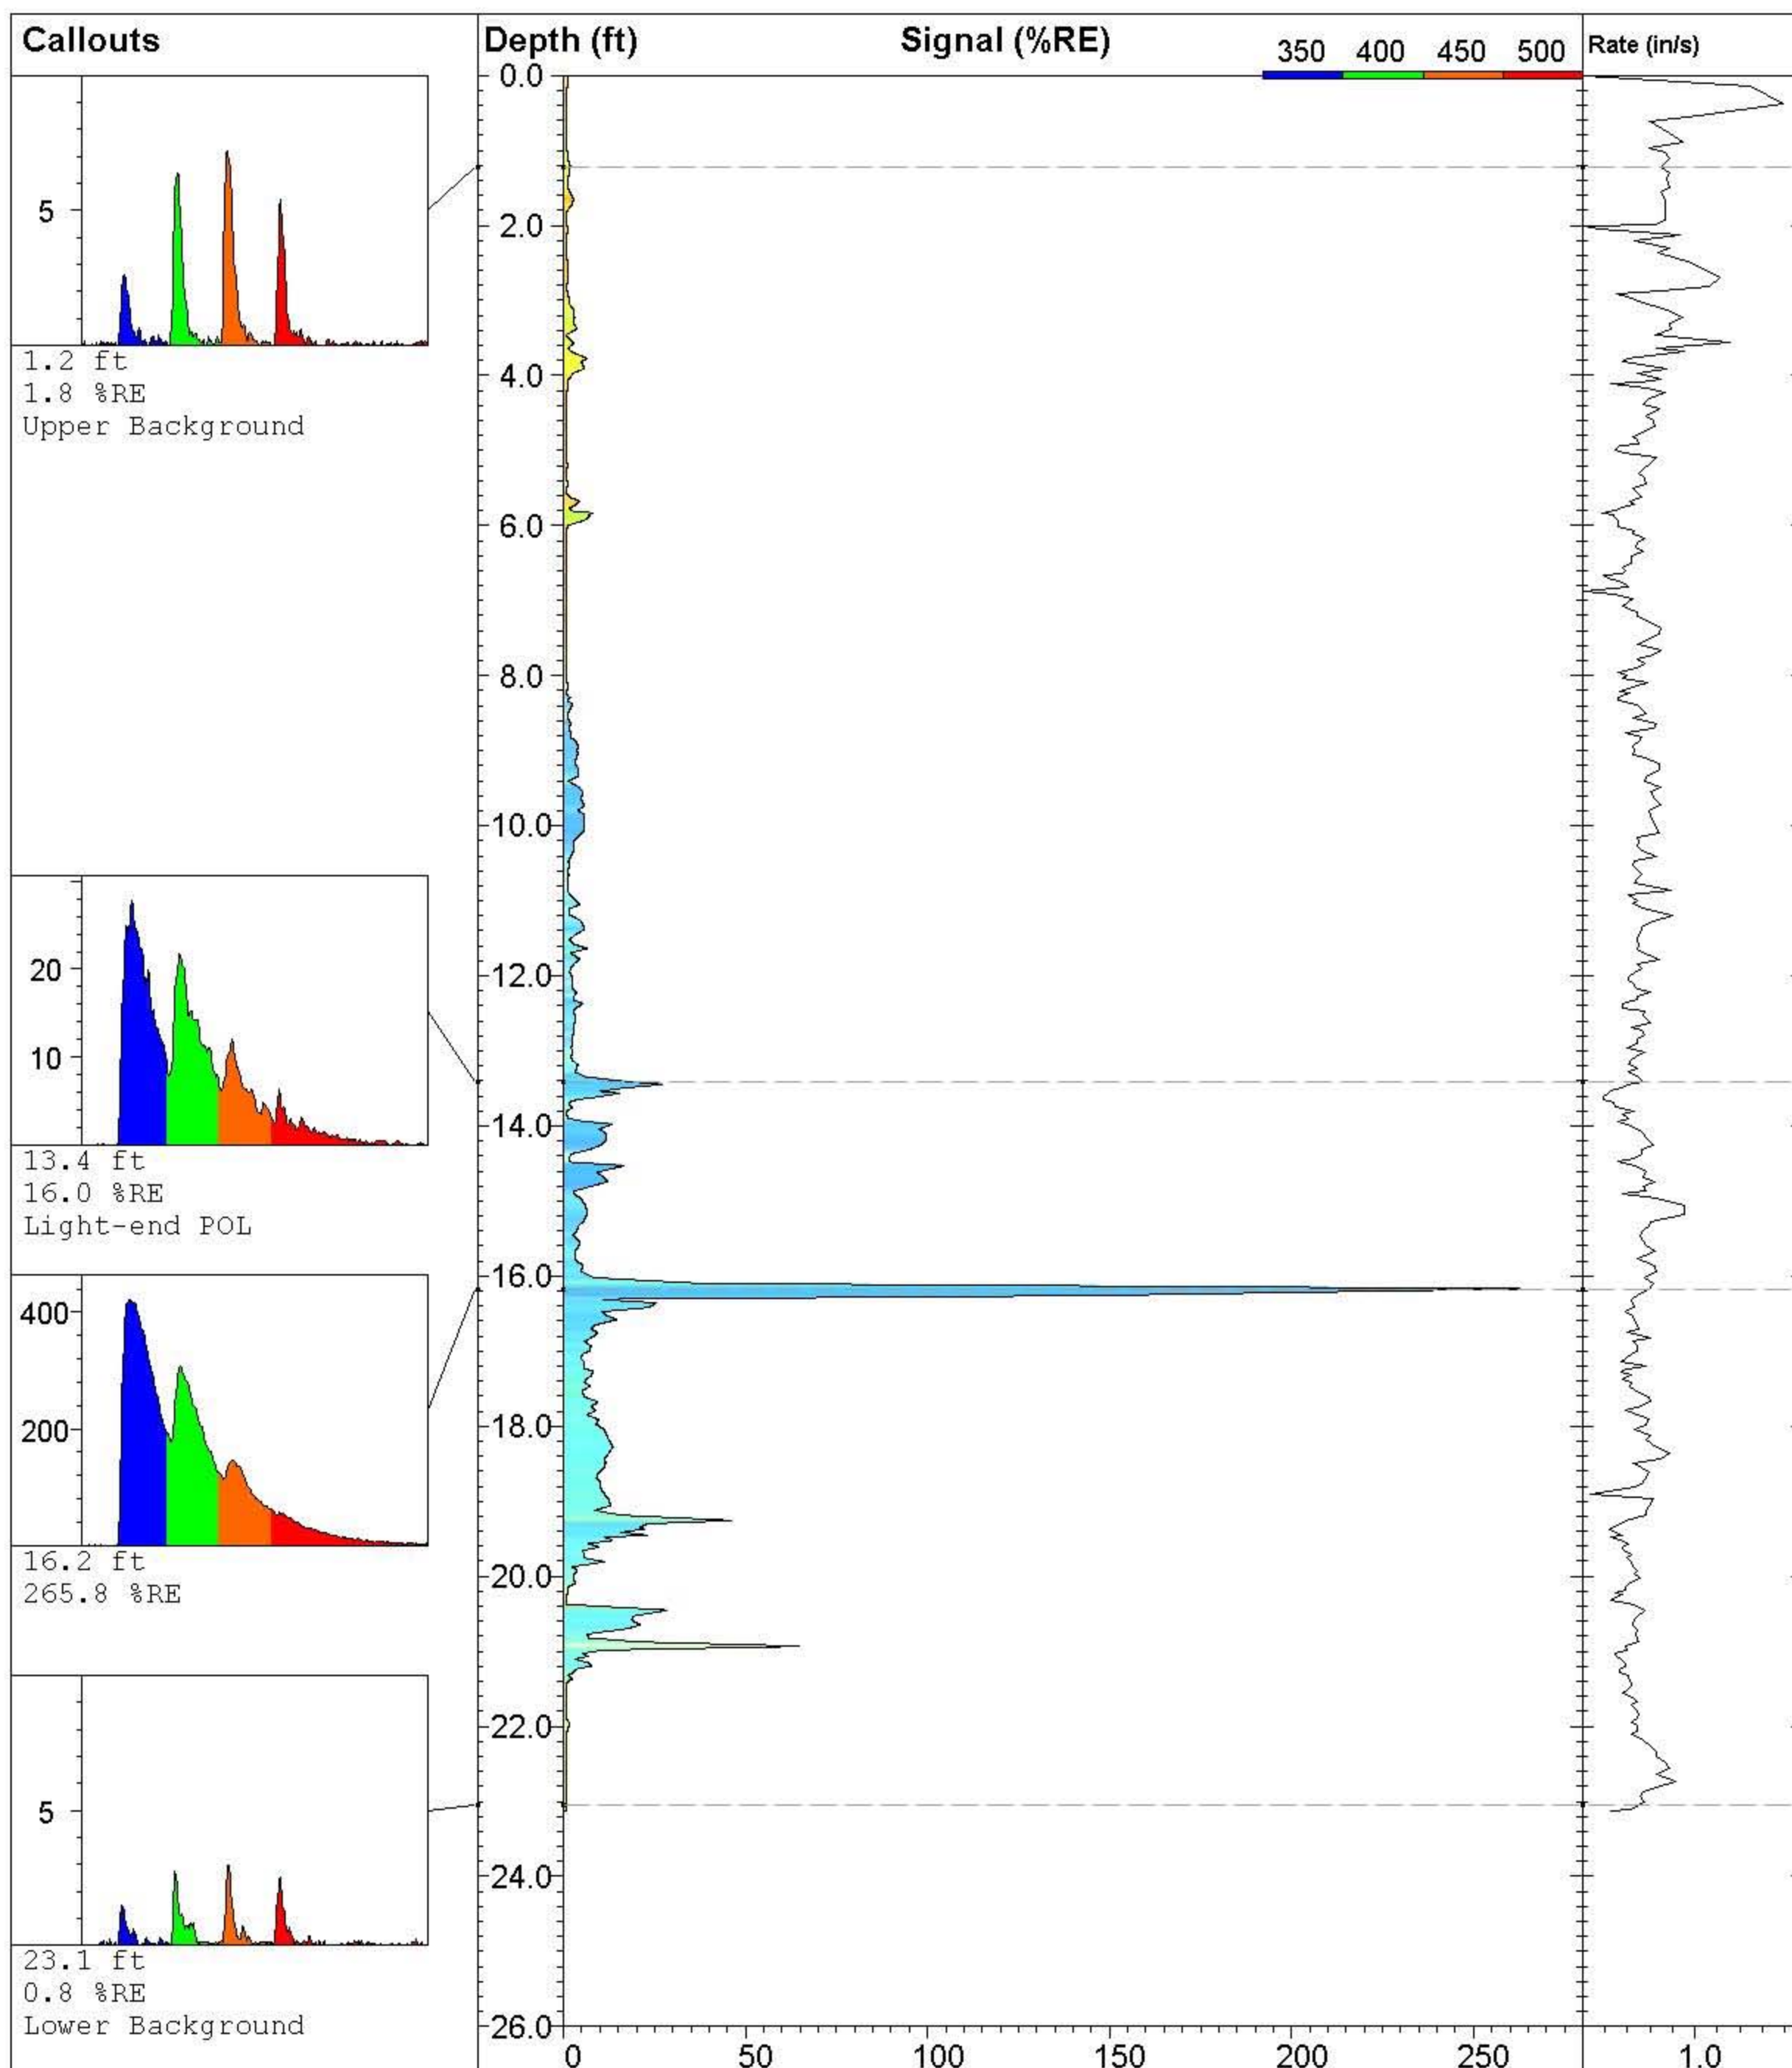 Callouts
Depth (ft)
Signal (%RE)
350 400 450 500
Rate (in/s)
5
1.2 ft
1.8 %RE
Upper Background
20
10
13.4 ft
16.0 %RE
Light-end POL
400
200
16.2 ft
265.8 %RE
5
23.1 ft
0.8 %RE
Lower Background
0.0
2.0
4.0
6.0
8.0
10.0
12.0
14.0
16.0
18.0
20.0
22.0
24.0
26.0
0 50 100 150 200 250
1.0